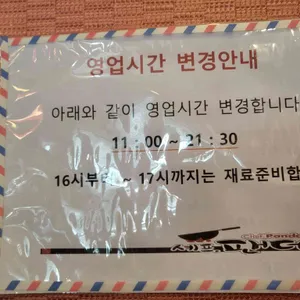 영업시간 변경안내
아래와 같이 영업시간 변경합니다
11 : 00 ~ 21 : 30
16시부터 ~ 17시까지는 재료준비합
Panda